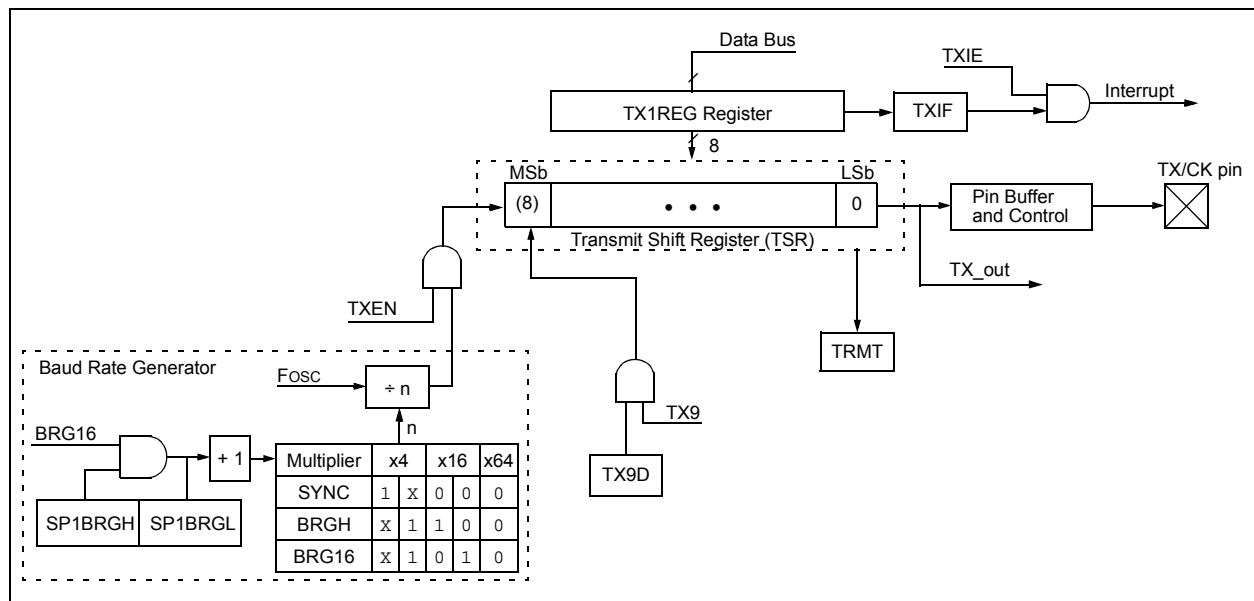 Data Bus
TXIE
Interrupt
TX1REG Register
TXIF
8
MSb
LSb
TX/CK pin
(8)
• • •
0
Pin Buffer
and Control
Transmit Shift Register (TSR)
TX_out
TXEN
TRMT
Baud Rate Generator
FOSC
÷ n
TX9
n
BRG16
+ 1
Multiplier x4 x16 x64
TX9D
SYNC 1 X 0 0 0
SP1BRGH SP1BRGL
BRGH X 1 1 0 0
BRG16 X 1 0 1 0